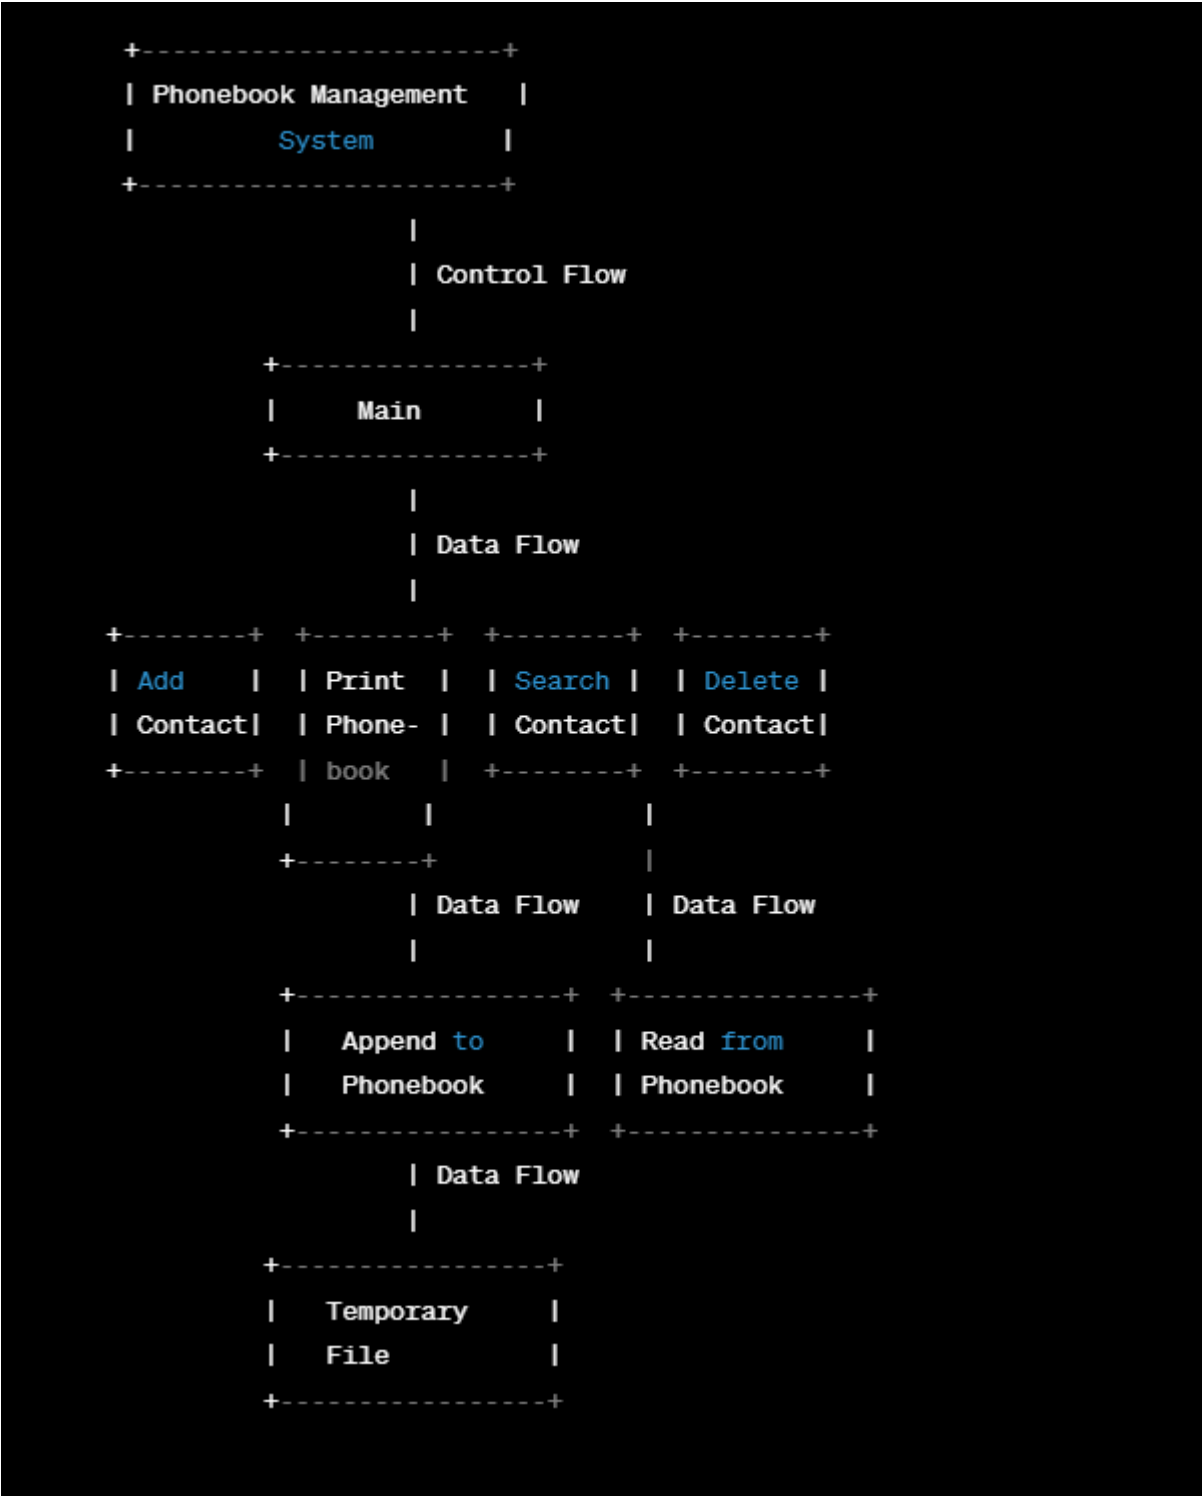 +-----------------------+
| Phonebook Management   |
|         System        |
+-----------------------+
|
| Control Flow
|
+----------------+
|     Main       |
+----------------+
|
| Data Flow
|
+--------+  +--------+  +--------+  +--------+
| Add    |  | Print  |  | Search |  | Delete |
| Contact|  | Phone- |  | Contact|  | Contact|
+--------+  | book   |  +--------+  +--------+
|        |             |
+--------+             |
| Data Flow    | Data Flow
|              |
+-----------------+  +---------------+
|   Append to     |  | Read from     |
|   Phonebook     |  | Phonebook     |
+-----------------+  +---------------+
| Data Flow
|
+-----------------+
|   Temporary     |
|   File          |
+-----------------+